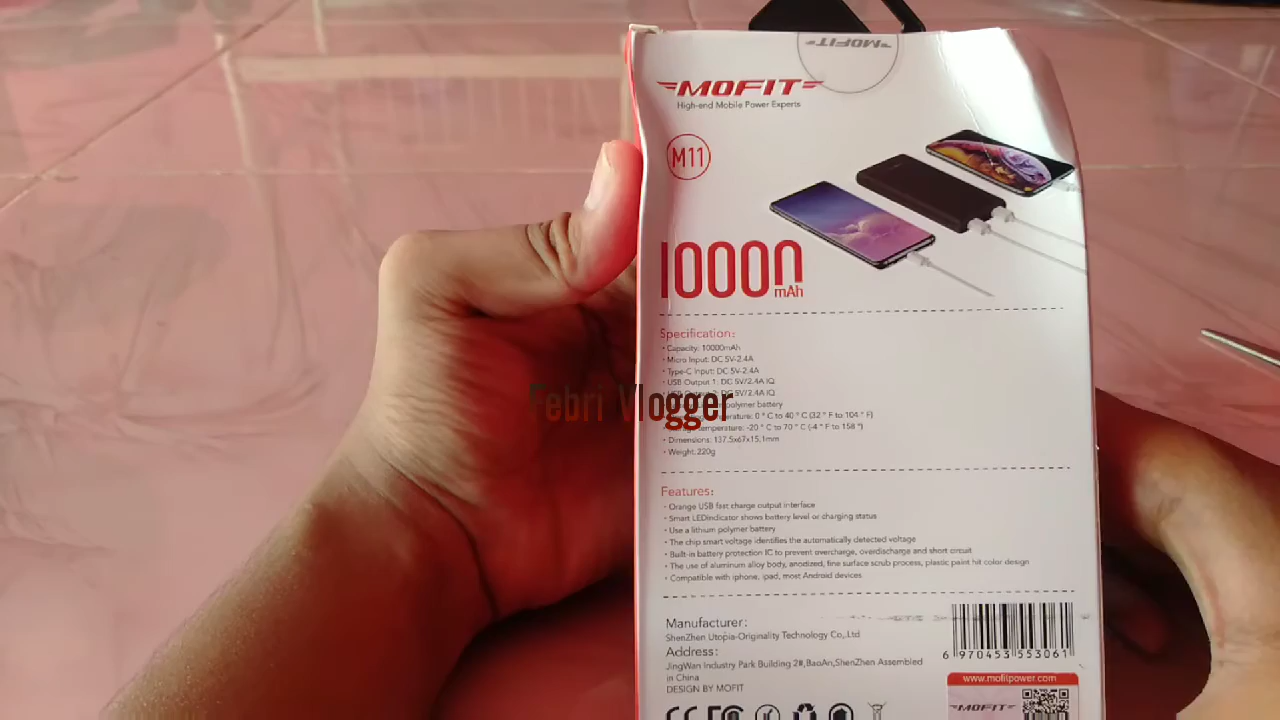 MOFIT
MOFIT
High-end Mobile Power Experts
M11
10000
mAh
Specification:
• Capacity: 10000mAh
• Micro Input: DC 5V-2.4A
• Type-C Input: DC 5V-2.4A
• USB Output 1: DC 5V/2.4A IQ
DC 5V/2.4A IQ
Febri Vlogger
polymer battery
0 ° C to 40 ° C (32 ° F to 104 ° F)
temperature: -20 ° C to 70 ° C (-4 ° F to 158 °)
• Dimensions: 137.5x67x15.1mm
• Weight: 220g
Features:
• Orange USB fast charge output interface
• Smart LEDindicator shows battery level or charging status
• Use a lithium polymer battery
• The chip smart voltage identifies the automatically detected voltage
• Built-in battery protection IC to prevent overcharge, overdischarge and short circuit
• The use of aluminum alloy body, anodized, fine surface scrub process, plastic paint hit color design
• Compatible with iphone, ipad, most Android devices
Manufacturer:
ShenZhen Utopia-Originality Technology Co,.Ltd
Address:
JingWan Industry Park Building 2#,BaoAn,ShenZhen Assembled
in China
DESIGN BY MOFIT
6 970453 553061
www.mofitpower.com
MOFIT